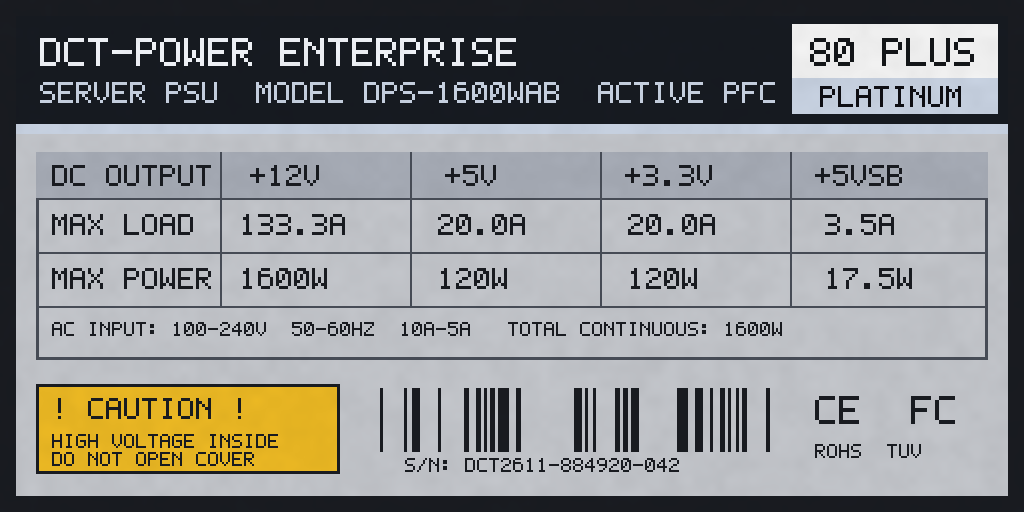 DCT-POWER ENTERPRISE
80 PLUS
SERVER PSU MODEL DPS-1600WAB ACTIVE PFC
PLATINUM
DC OUTPUT +12V +5V +3.3V +5VSB
MAX LOAD 133.3A 20.0A 20.0A 3.5A
MAX POWER 1600W 120W 120W 17.5W
AC INPUT: 100-240V 50-60HZ 10A-5A TOTAL CONTINUOUS: 1600W
! CAUTION !
HIGH VOLTAGE INSIDE
DO NOT OPEN COVER
S/N: DCT2611-884920-042
CE FC
ROHS TUV